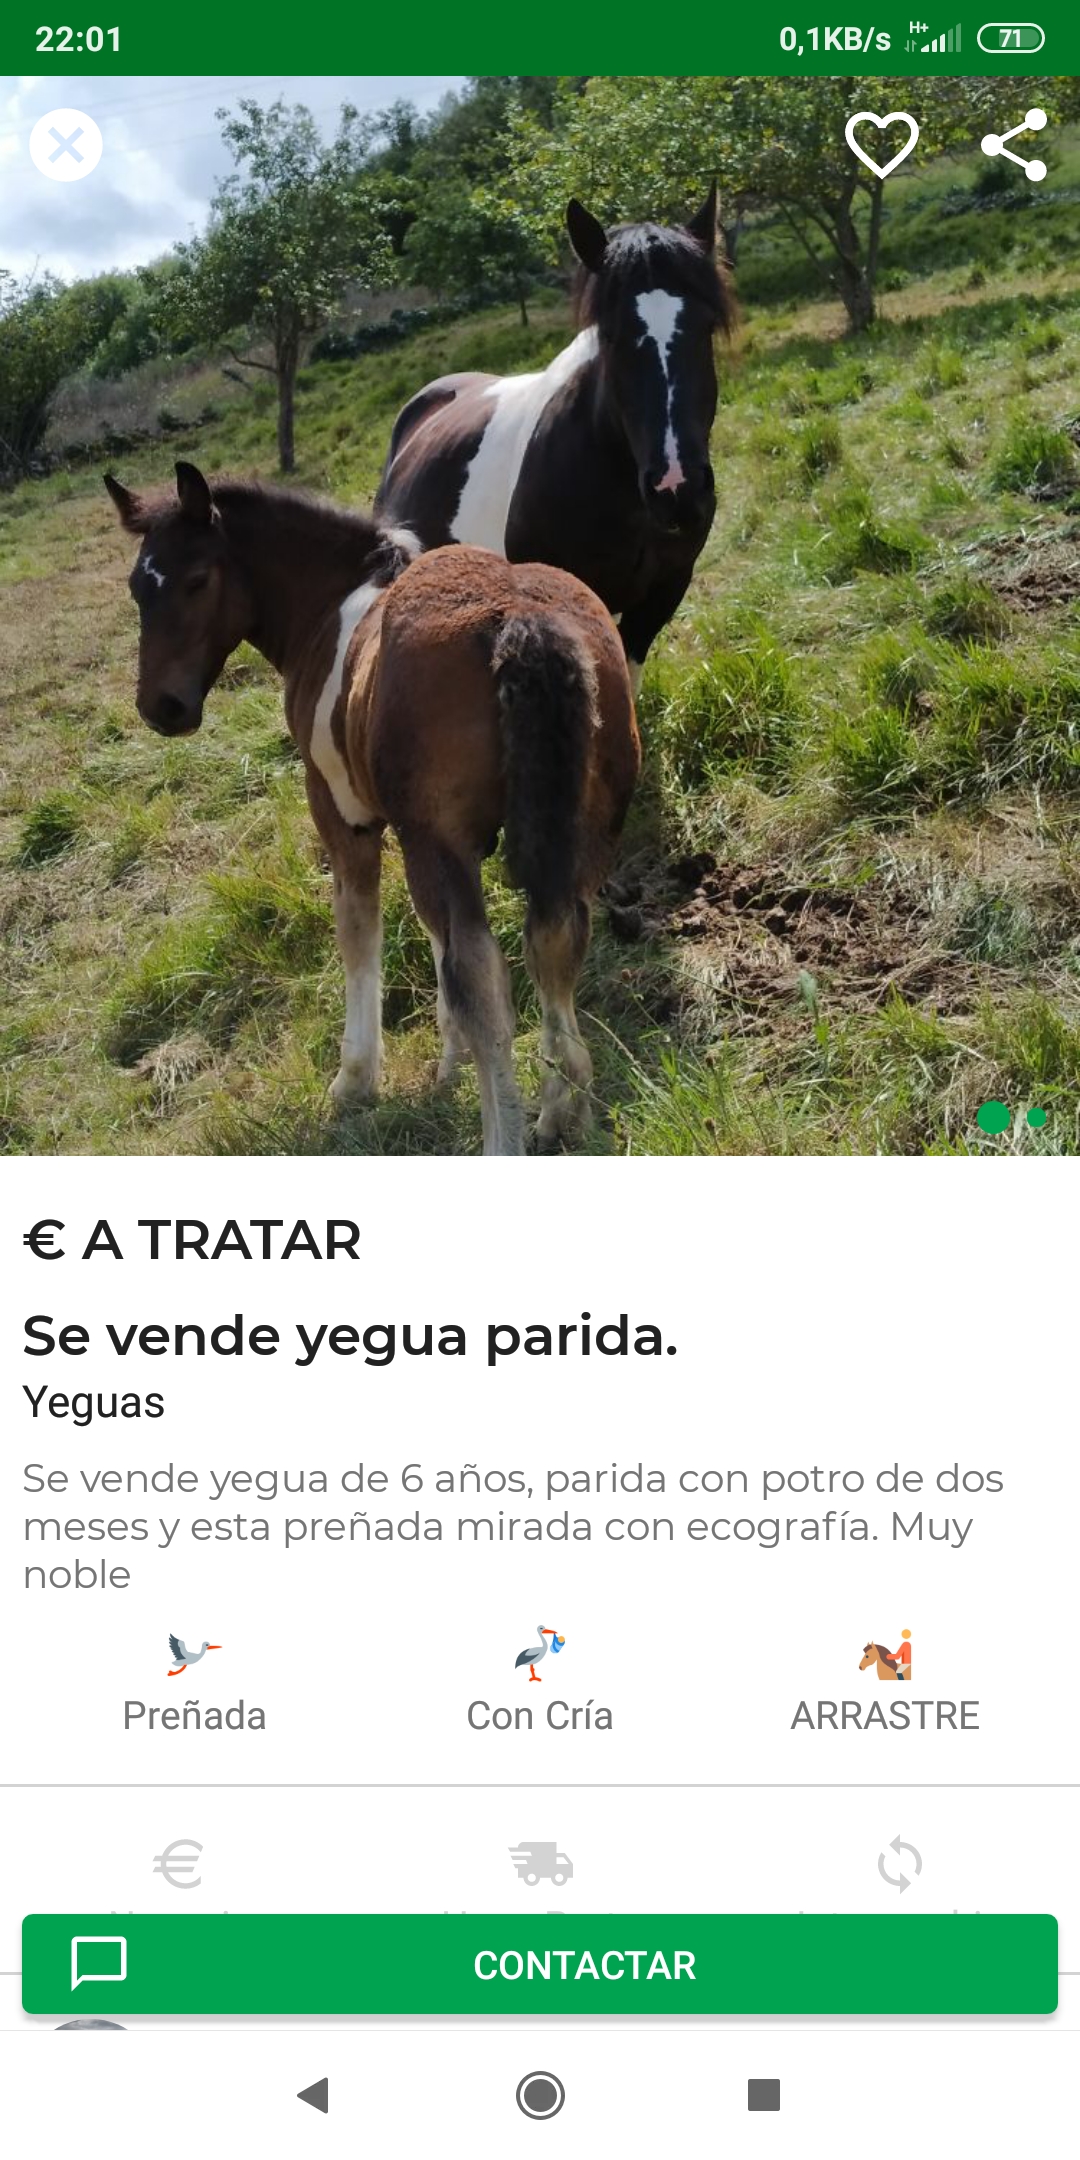 22:01 0,1KB/s H+ 71
€ A TRATAR
Se vende yegua parida.
Yeguas
Se vende yegua de 6 años, parida con potro de dos
meses y esta preñada mirada con ecografía. Muy
noble
Preñada Con Cría ARRASTRE
CONTACTAR